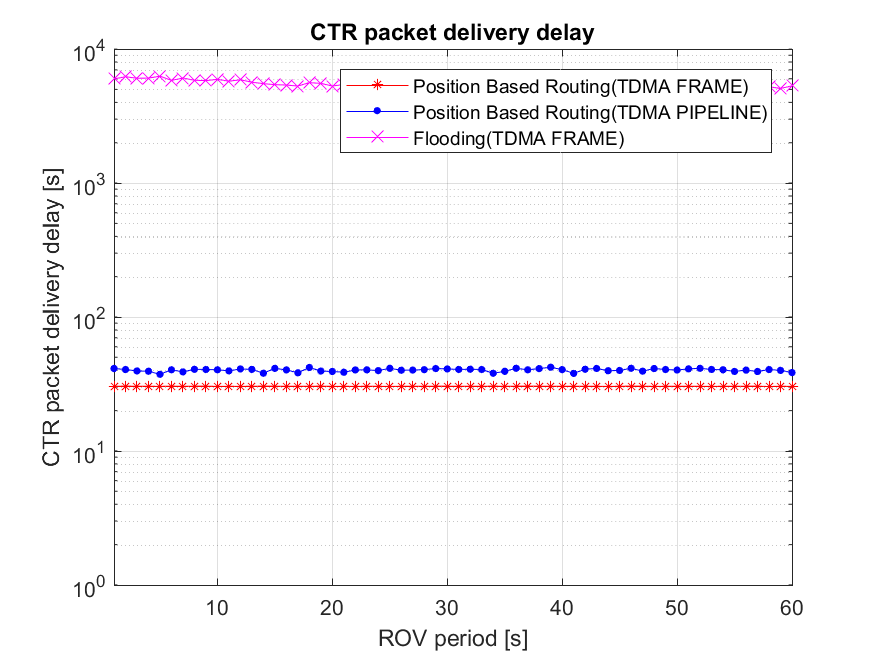 CTR packet delivery delay
10^4
10^3
10^2
10^1
10^0
CTR packet delivery delay [s]
Position Based Routing(TDMA FRAME)
Position Based Routing(TDMA PIPELINE)
Flooding(TDMA FRAME)
10 20 30 40 50 60
ROV period [s]